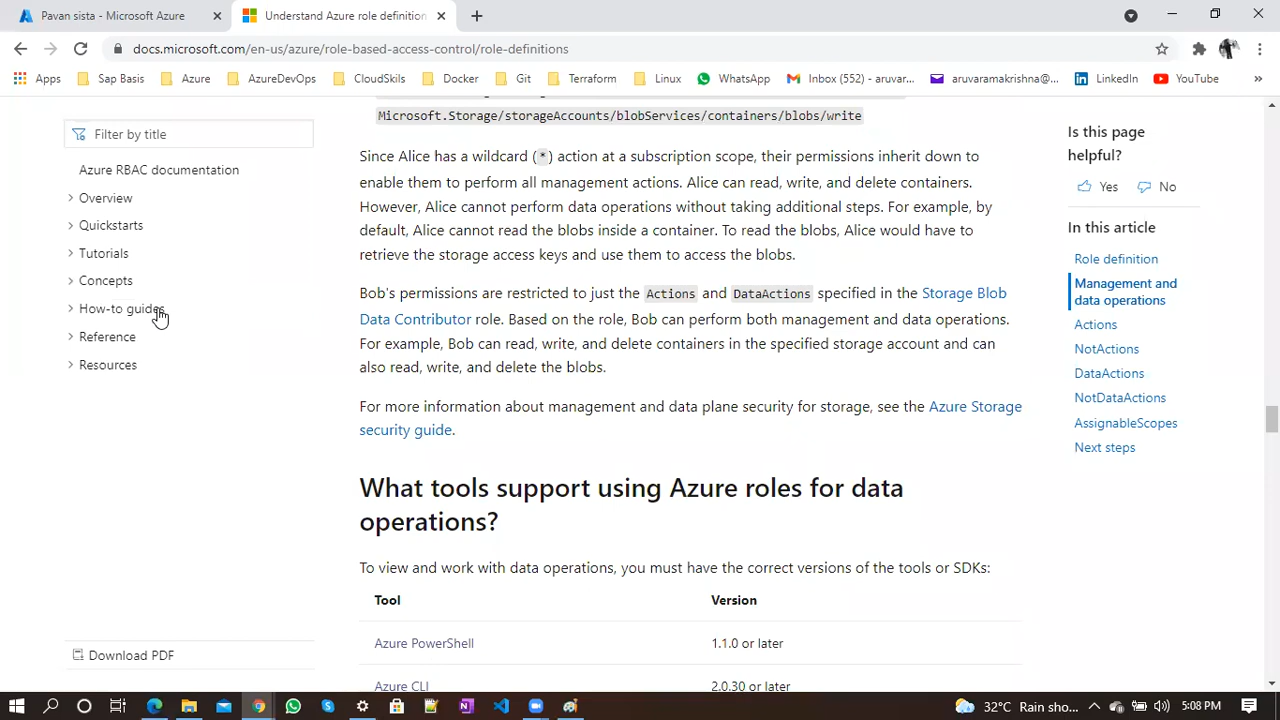 Pavan sista - Microsoft Azure
Understand Azure role definition
docs.microsoft.com/en-us/azure/role-based-access-control/role-definitions
Apps Sap Basis Azure AzureDevOps CloudSkils Docker Git Terraform Linux WhatsApp Inbox (552) - aruvar... aruvaramakrishna@... LinkedIn YouTube »
Filter by title
Azure RBAC documentation
Overview
Quickstarts
Tutorials
Concepts
How-to guides
Reference
Resources
Download PDF
Microsoft.Storage/storageAccounts/blobServices/containers/blobs/write
Since Alice has a wildcard (*) action at a subscription scope, their permissions inherit down to
enable them to perform all management actions. Alice can read, write, and delete containers.
However, Alice cannot perform data operations without taking additional steps. For example, by
default, Alice cannot read the blobs inside a container. To read the blobs, Alice would have to
retrieve the storage access keys and use them to access the blobs.
Bob's permissions are restricted to just the Actions and DataActions specified in the Storage Blob
Data Contributor role. Based on the role, Bob can perform both management and data operations.
For example, Bob can read, write, and delete containers in the specified storage account and can
also read, write, and delete the blobs.
For more information about management and data plane security for storage, see the Azure Storage
security guide.
What tools support using Azure roles for data
operations?
To view and work with data operations, you must have the correct versions of the tools or SDKs:
Tool Version
Azure PowerShell 1.1.0 or later
Azure CLI 2.0.30 or later
Is this page
helpful?
Yes No
In this article
Role definition
Management and
data operations
Actions
NotActions
DataActions
NotDataActions
AssignableScopes
Next steps
32°C Rain sho... 5:08 PM